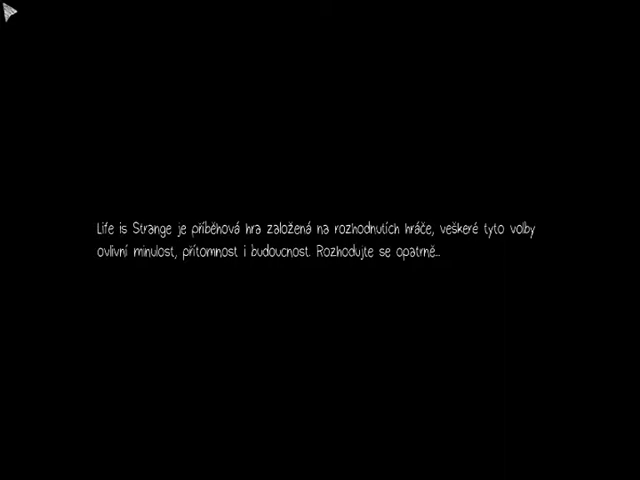 Life is Strange je příběhová hra založená na rozhodnutích hráče, veškeré tyto volby
ovlivní minulost, přítomnost i budoucnost. Rozhodujte se opatrně...